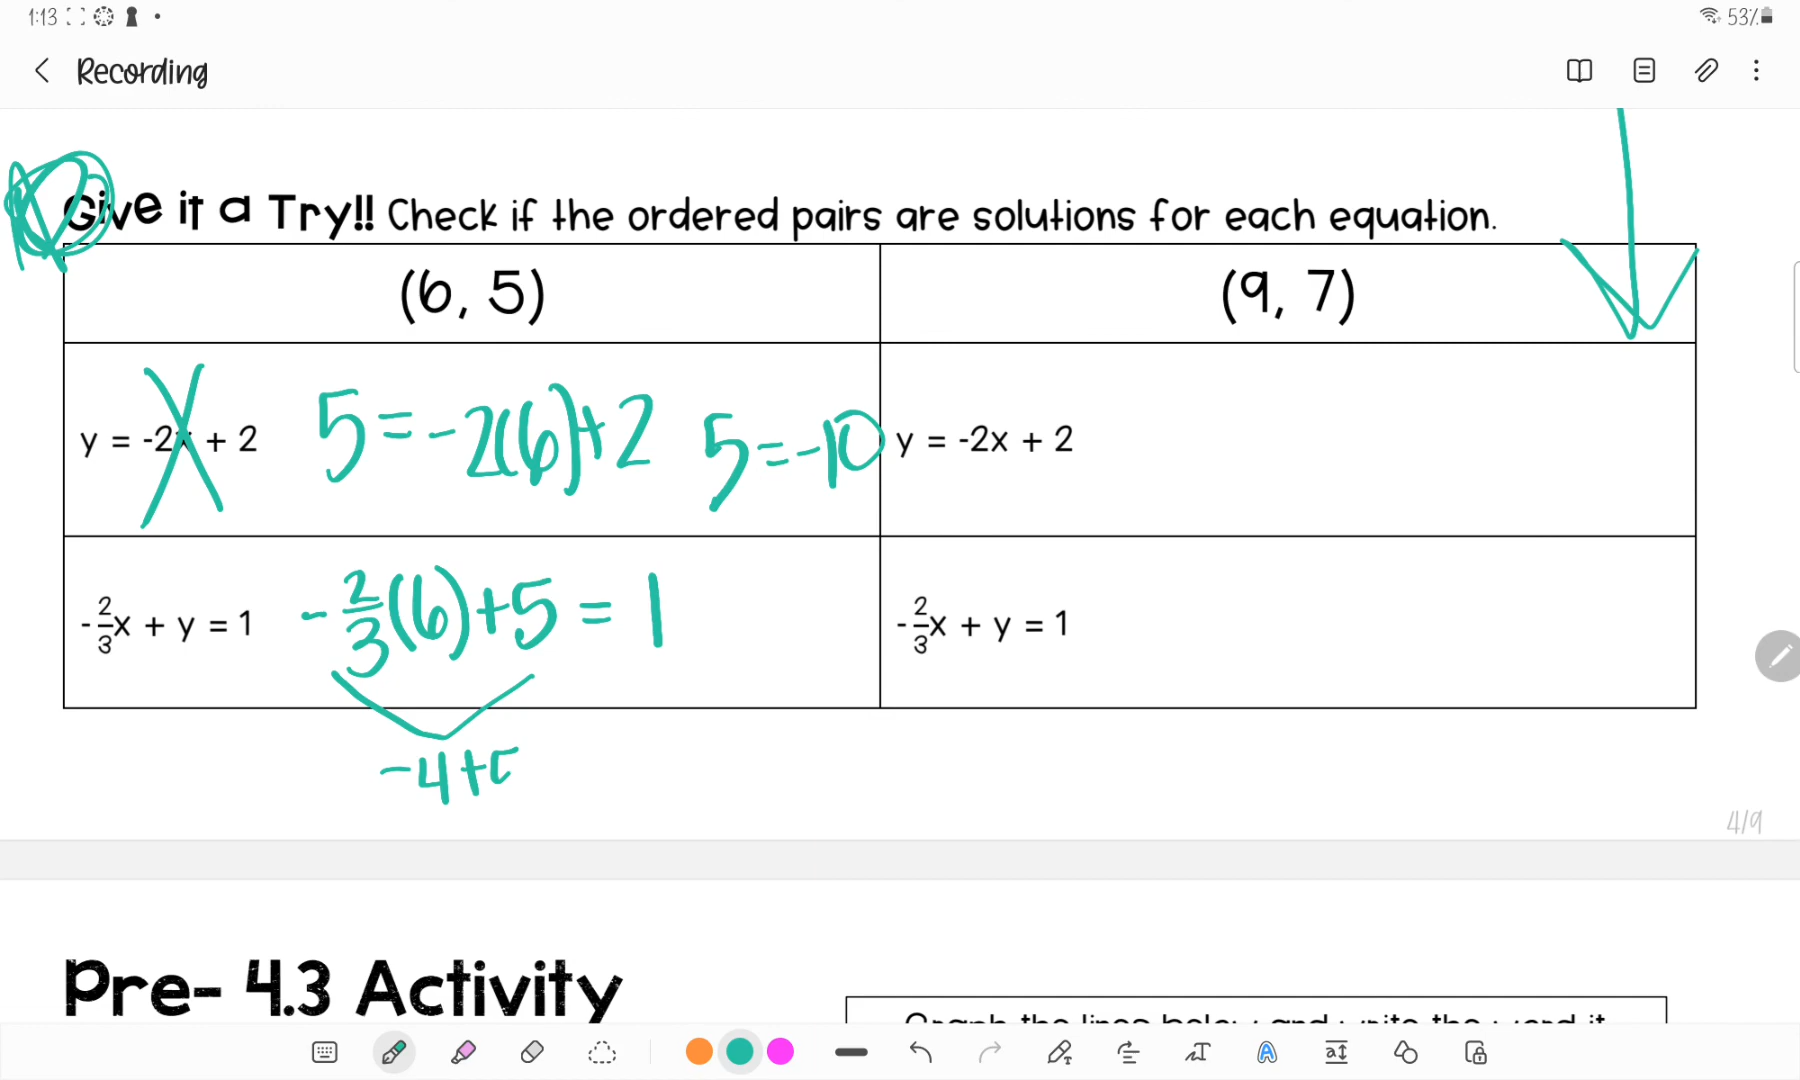 1:13
53%
Recording
Give it a Try!! Check if the ordered pairs are solutions for each equation.
(6, 5)
(9, 7)
y = -2x + 2
5 = -2(6) + 2
5 = -10
y = -2x + 2
-2/3x + y = 1
-2/3(6) + 5 = 1
-2/3x + y = 1
-4+5
4/9
Pre- 4.3 Activity